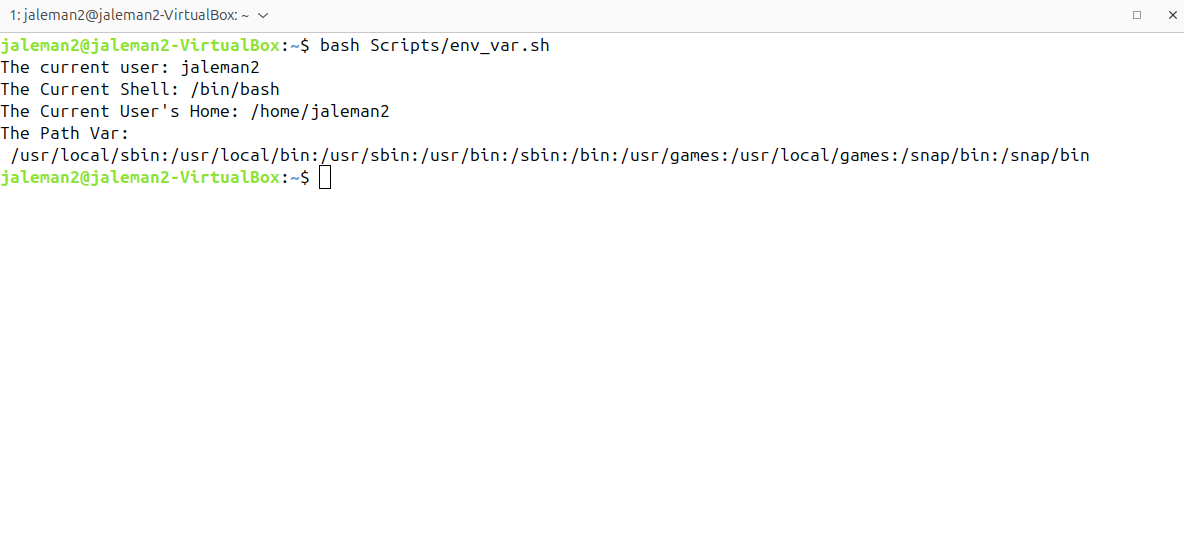 1: jaleman2@jaleman2-VirtualBox: ~
jaleman2@jaleman2-VirtualBox:~$ bash Scripts/env_var.sh
The current user: jaleman2
The Current Shell: /bin/bash
The Current User's Home: /home/jaleman2
The Path Var:
 /usr/local/sbin:/usr/local/bin:/usr/sbin:/usr/bin:/sbin:/bin:/usr/games:/usr/local/games:/snap/bin:/snap/bin
jaleman2@jaleman2-VirtualBox:~$